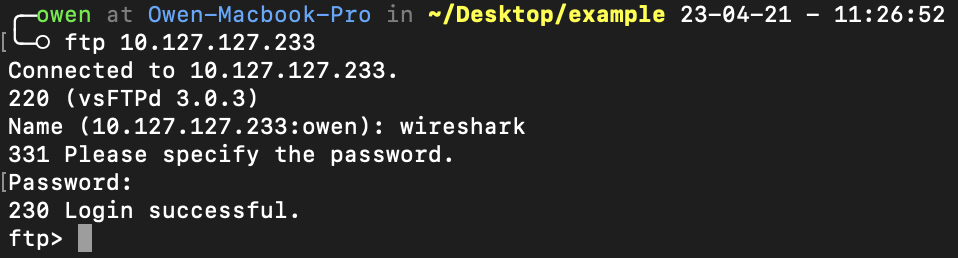 ╭─owen at Owen-Macbook-Pro in ~/Desktop/example 23-04-21 - 11:26:52
[╰─○ ftp 10.127.127.233
Connected to 10.127.127.233.
220 (vsFTPd 3.0.3)
Name (10.127.127.233:owen): wireshark
331 Please specify the password.
[Password:
230 Login successful.
ftp>